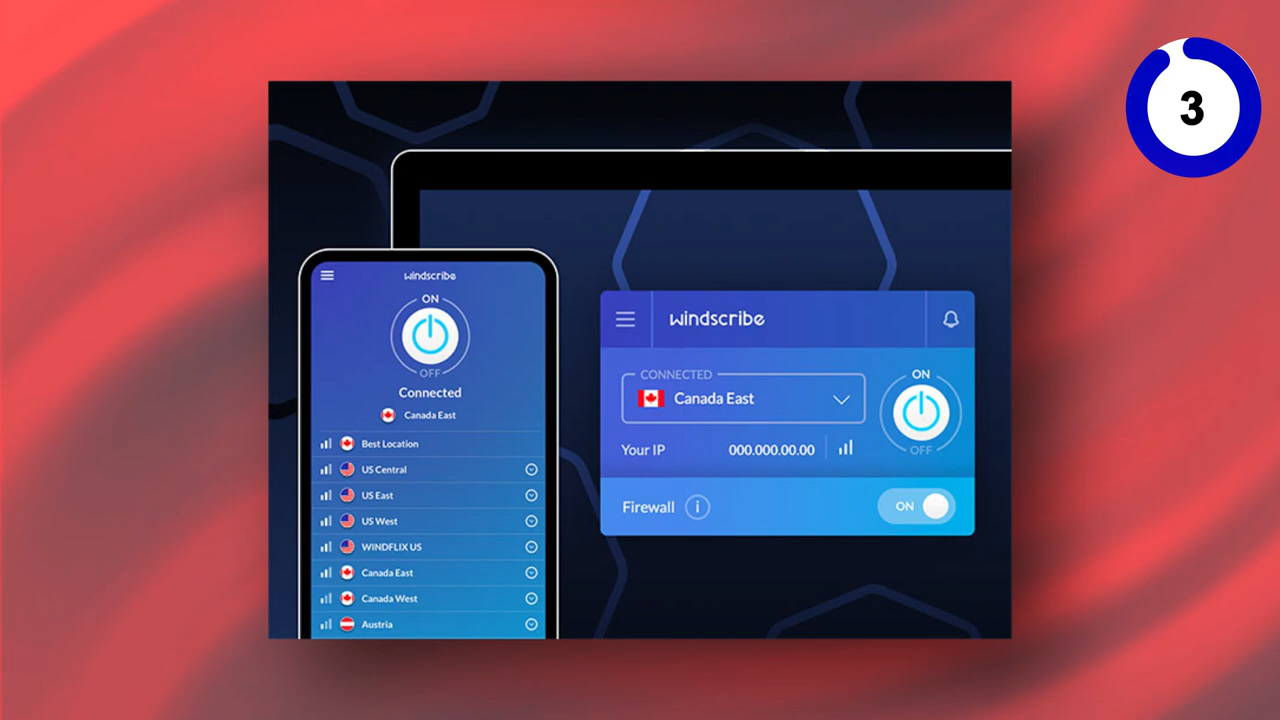 3
windscribe
ON
OFF
Connected
Canada East
Best Location
US Central
US East
US West
WINDFLIX US
Canada East
Canada West
Austria
windscribe
CONNECTED
Canada East
ON
OFF
Your IP 000.000.00.00
Firewall i ON